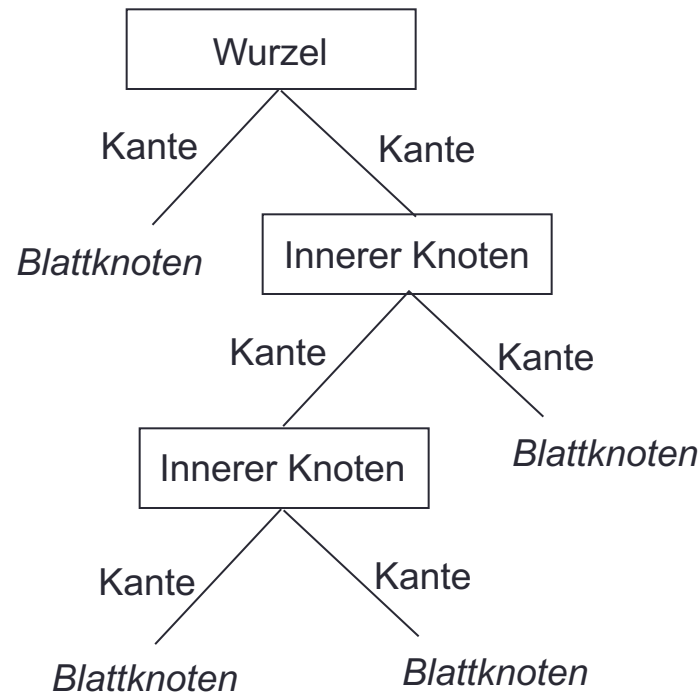 Wurzel
Kante
Kante
Blattknoten
Innerer Knoten
Kante
Kante
Blattknoten
Innerer Knoten
Kante
Kante
Blattknoten
Blattknoten